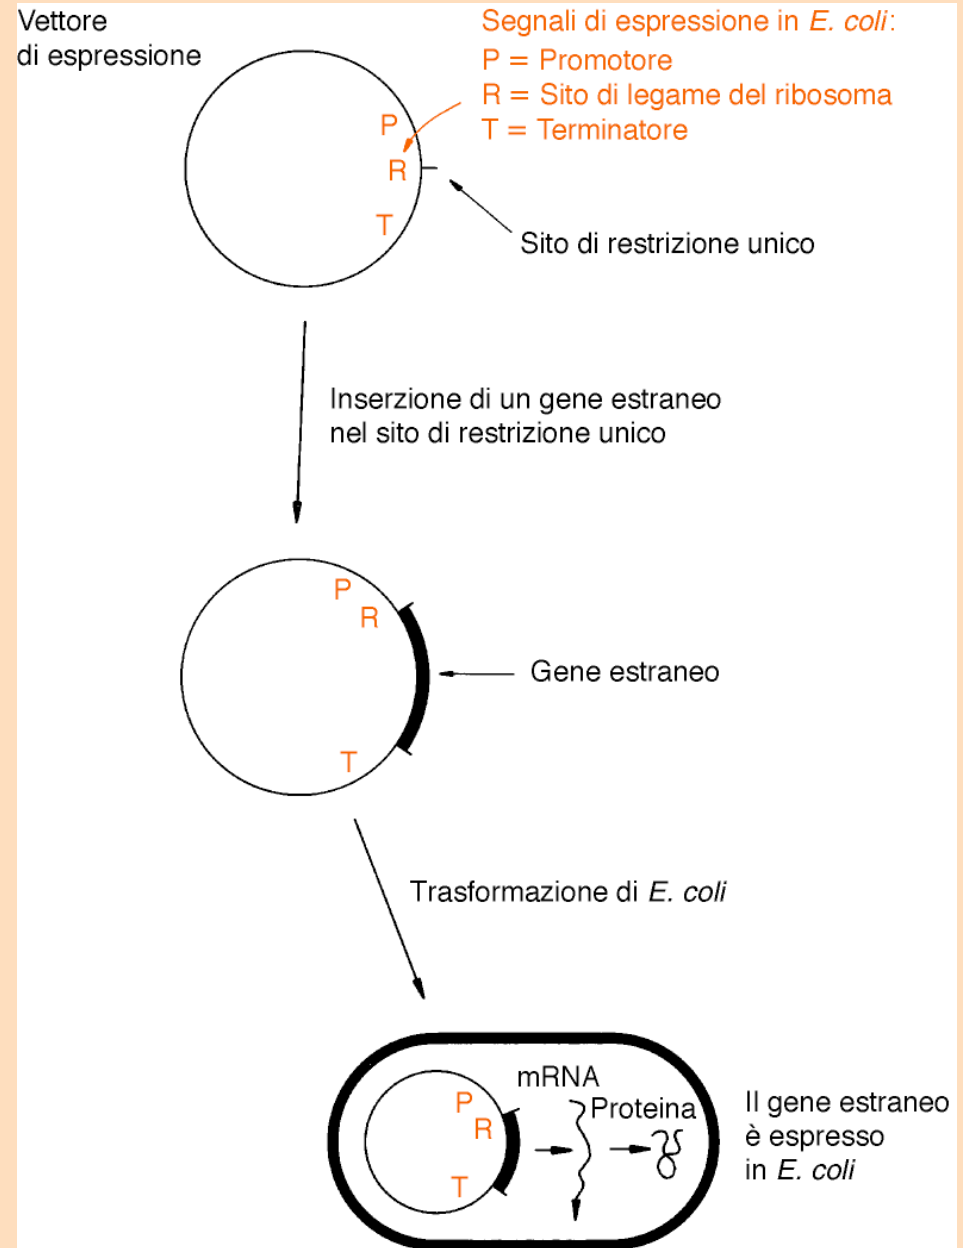 Vettore
di espressione
Segnali di espressione in E. coli:
P = Promotore
R = Sito di legame del ribosoma
T = Terminatore
P
R
T
Sito di restrizione unico
Inserzione di un gene estraneo
nel sito di restrizione unico
P
R
Gene estraneo
T
Trasformazione di E. coli
mRNA
P
Proteina
R
T
Il gene estraneo
è espresso
in E. coli